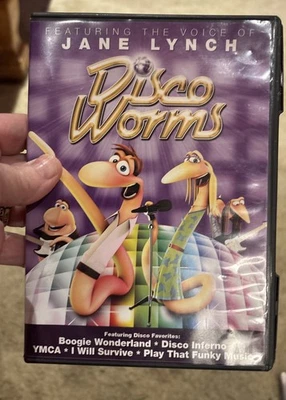 FEATURING THE VOICE OF
JANE LYNCH
Disco
Worms
Featuring Disco Favorites:
Boogie Wonderland • Disco Inferno
YMCA • I Will Survive • Play That Funky Music